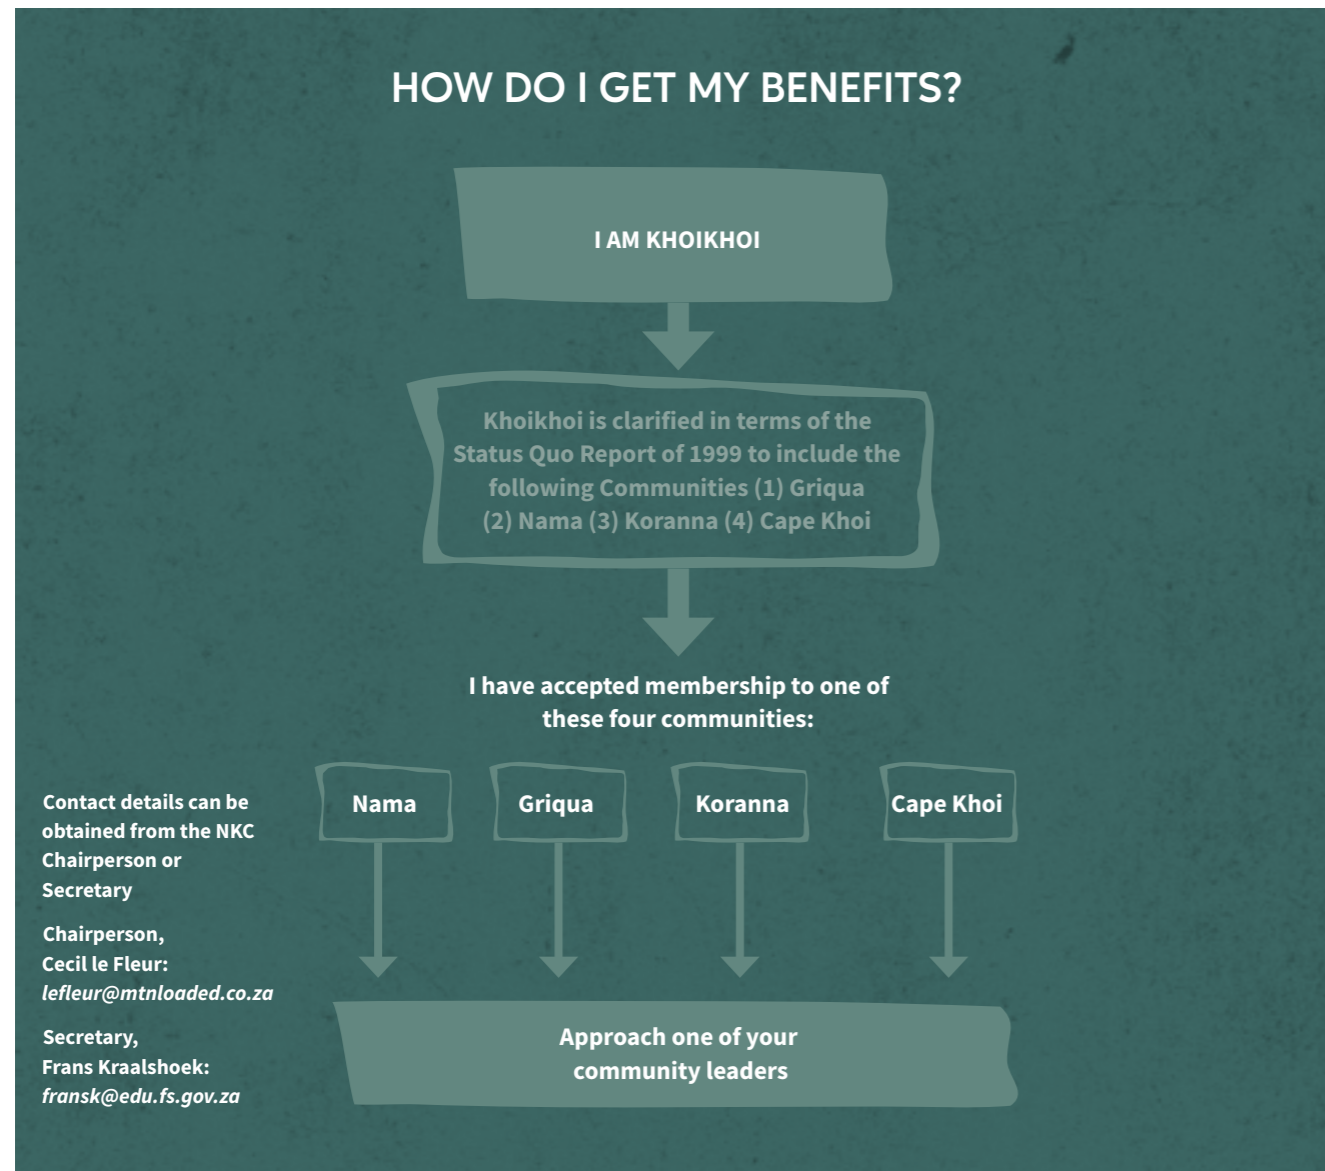 HOW DO I GET MY BENEFITS?
I AM KHOIKHOI
Khoikhoi is clarified in terms of the
Status Quo Report of 1999 to include the
following Communities (1) Griqua
(2) Nama (3) Koranna (4) Cape Khoi
I have accepted membership to one of
these four communities:
Nama
Griqua
Koranna
Cape Khoi
Contact details can be
obtained from the NKC
Chairperson or
Secretary
Chairperson,
Cecil le Fleur:
lefleur@mtnloaded.co.za
Secretary,
Frans Kraalshoek:
fransk@edu.fs.gov.za
Approach one of your
community leaders